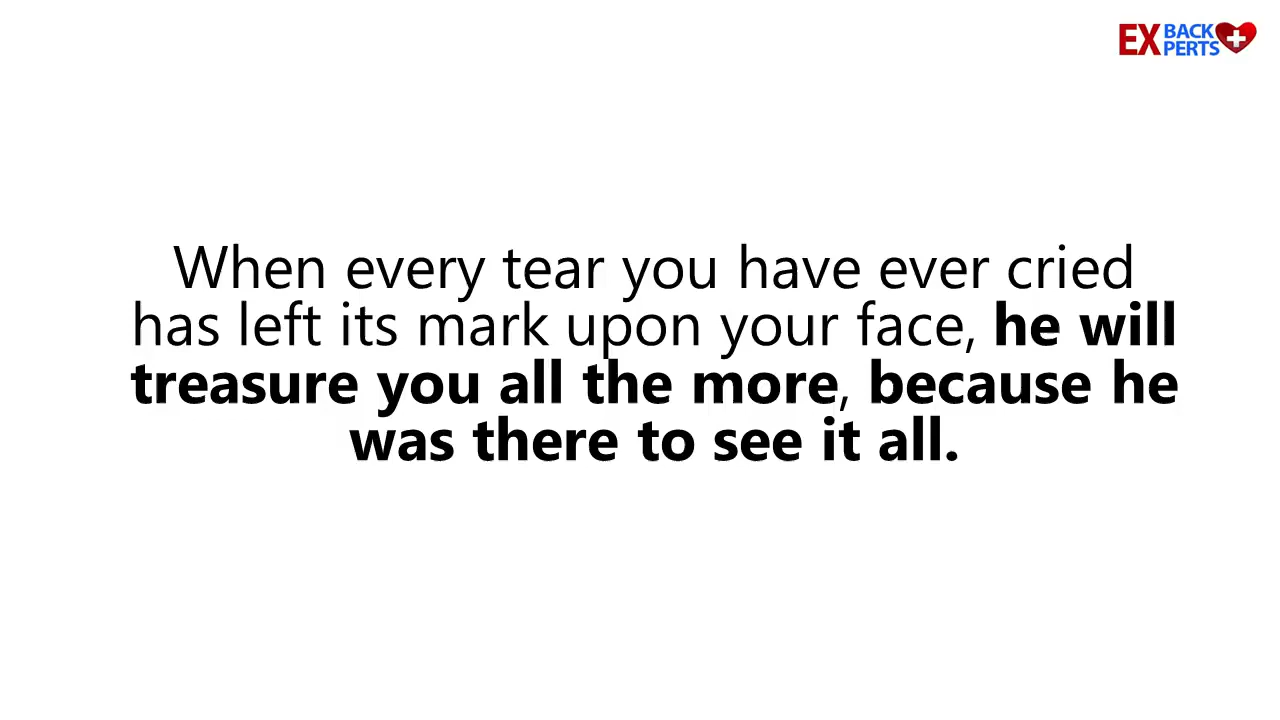 EX BACK PERTS
When every tear you have ever cried
has left its mark upon your face, he will
treasure you all the more, because he
was there to see it all.